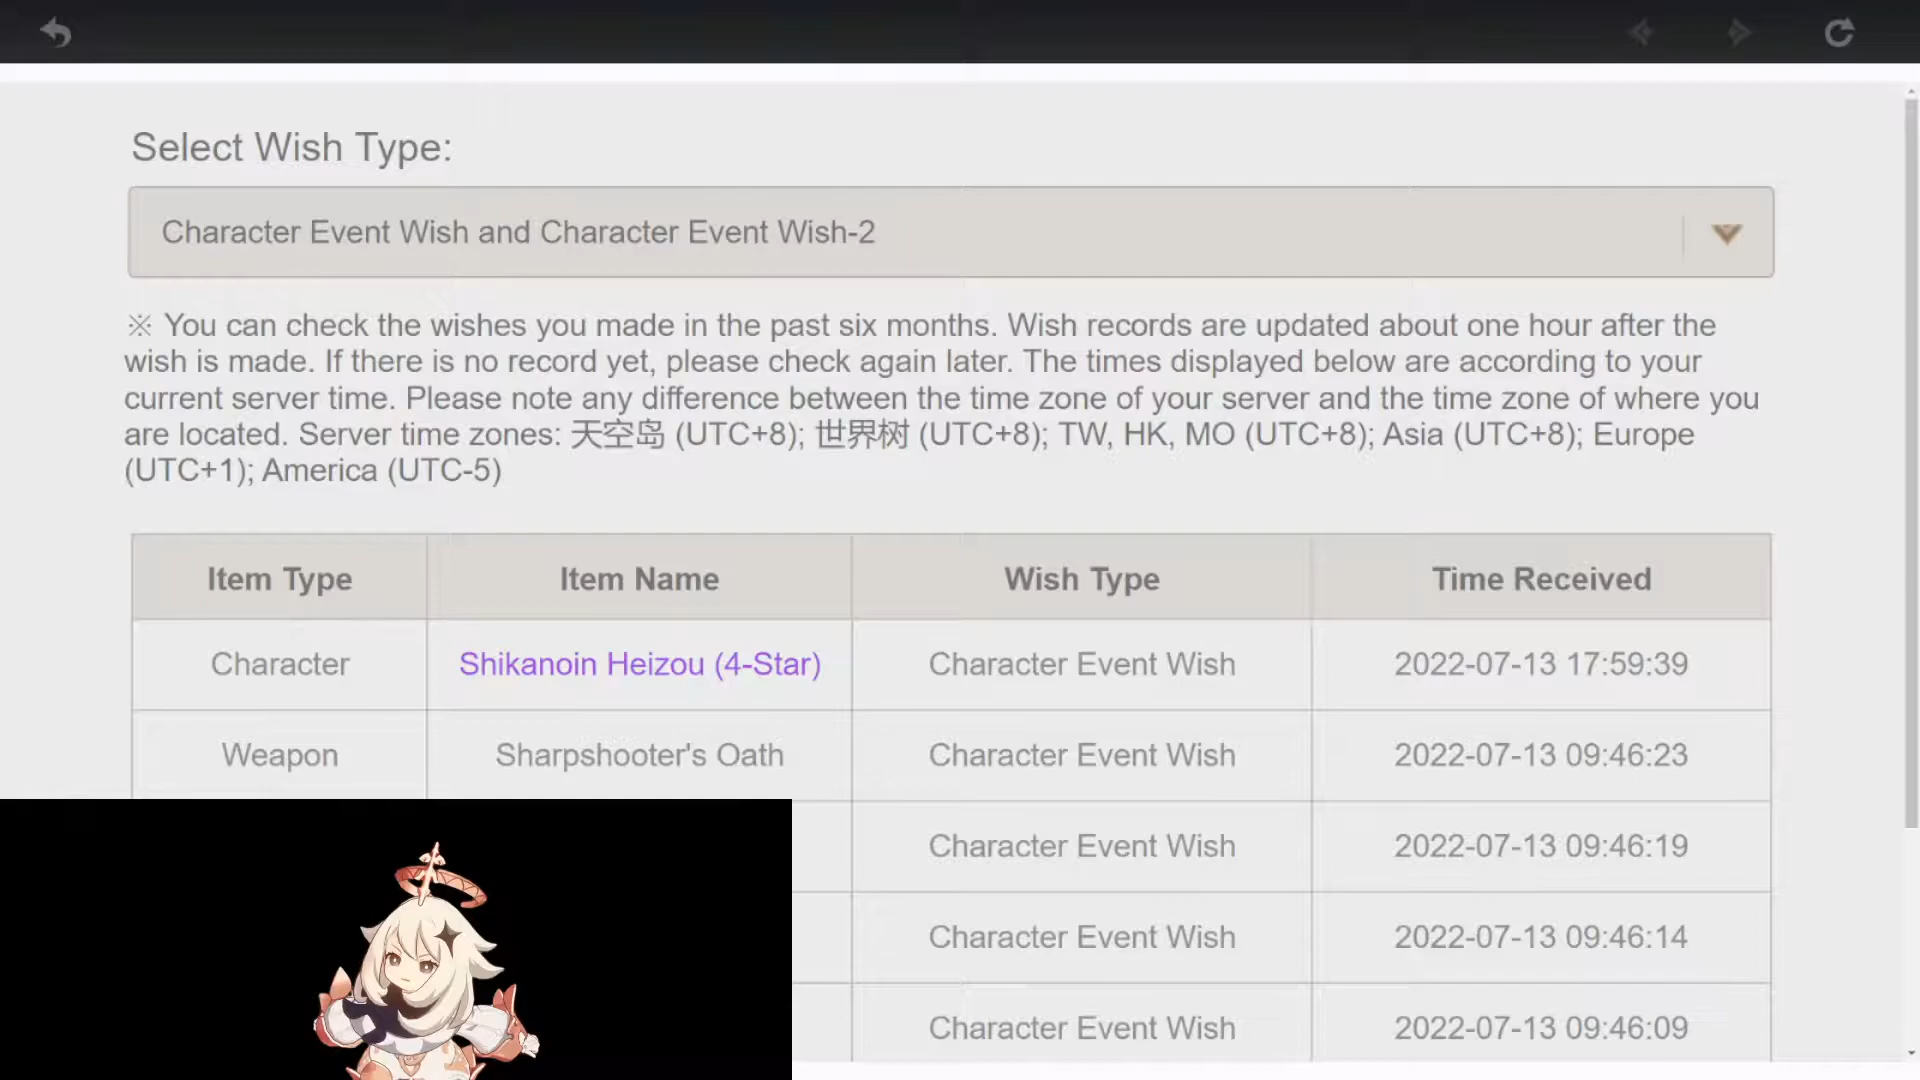 Select Wish Type:
Character Event Wish and Character Event Wish-2
※ You can check the wishes you made in the past six months. Wish records are updated about one hour after the
wish is made. If there is no record yet, please check again later. The times displayed below are according to your
current server time. Please note any difference between the time zone of your server and the time zone of where you
are located. Server time zones: 天空岛 (UTC+8); 世界树 (UTC+8); TW, HK, MO (UTC+8); Asia (UTC+8); Europe
(UTC+1); America (UTC-5)
Item Type Item Name Wish Type Time Received
Character Shikanoin Heizou (4-Star) Character Event Wish 2022-07-13 17:59:39
Weapon Sharpshooter's Oath Character Event Wish 2022-07-13 09:46:23
Character Event Wish 2022-07-13 09:46:19
Character Event Wish 2022-07-13 09:46:14
Character Event Wish 2022-07-13 09:46:09